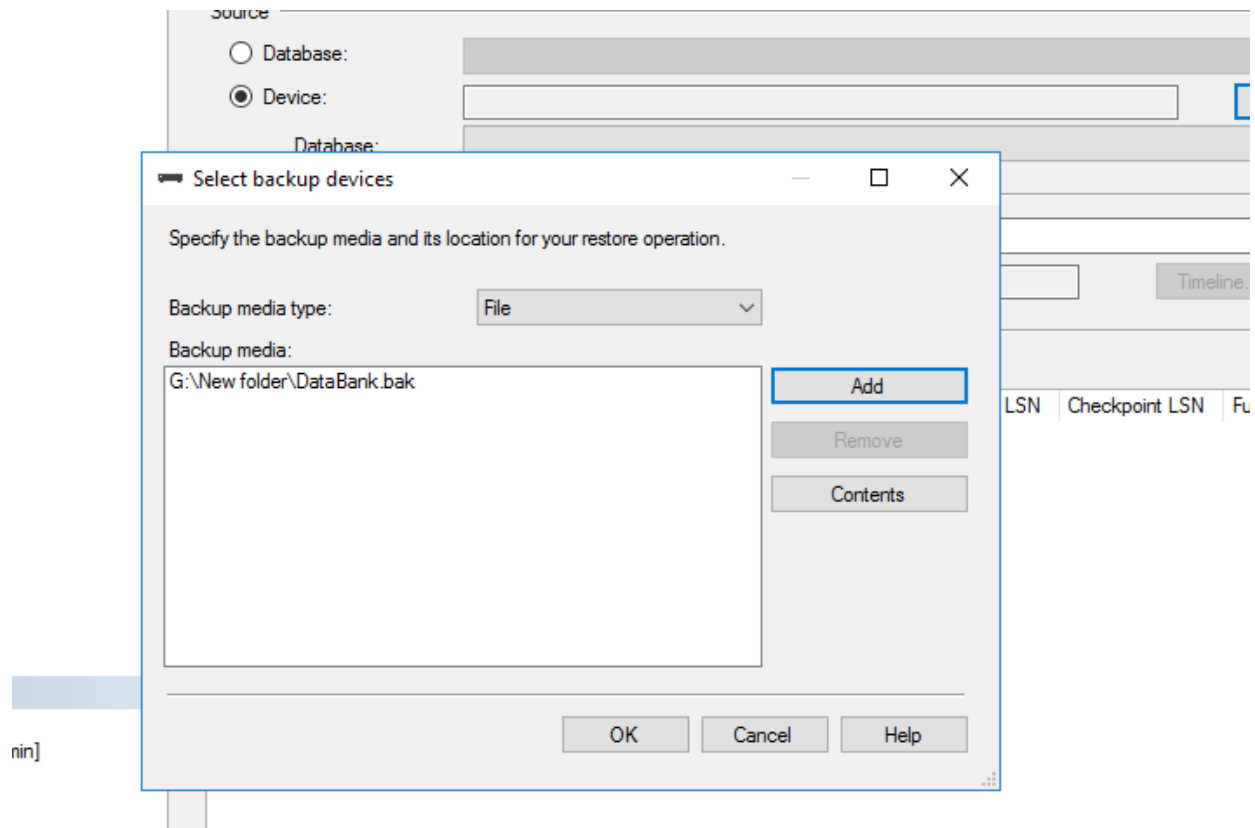 Source
Database:
Device:
Database:
Select backup devices
Specify the backup media and its location for your restore operation.
Backup media type:
File
Backup media:
G:\New folder\DataBank.bak
Add
Remove
Contents
OK
Cancel
Help
Timeline.
LSN
Checkpoint LSN
Fu
min]